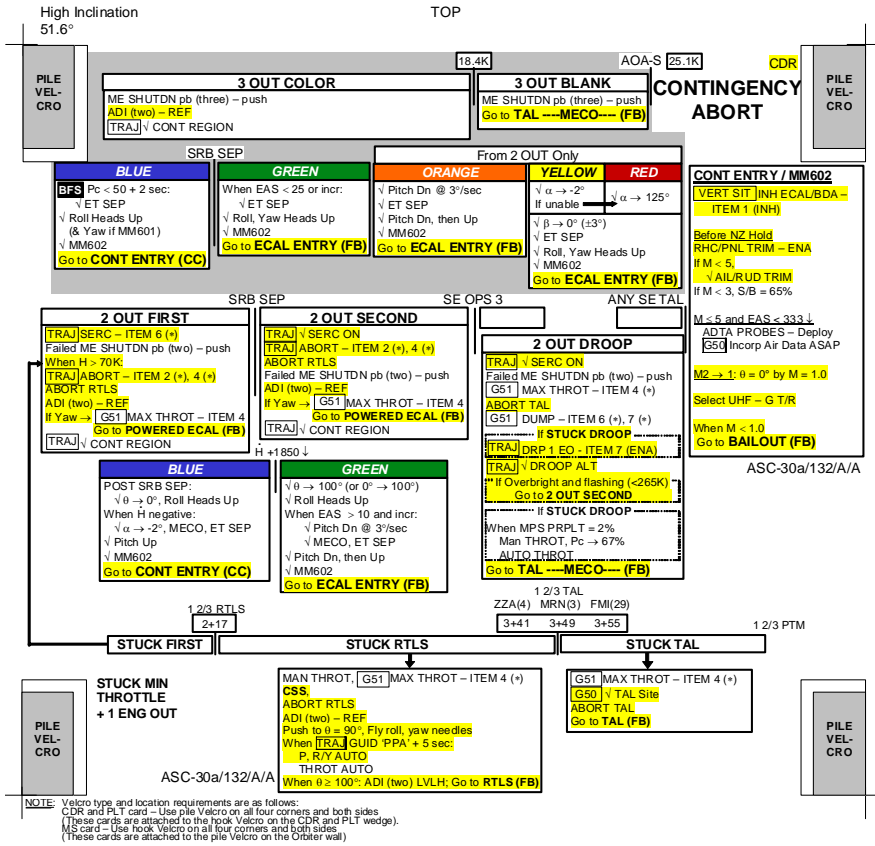 High Inclination
51.6°
TOP
PILE
VEL-
CRO
18.4K
AOA-S 25.1K
CDR
PILE
VEL-
CRO
CONTINGENCY
ABORT
3 OUT COLOR
ME SHUTDN pb (three) – push
ADI (two) – REF
TRAJ √ CONT REGION
3 OUT BLANK
ME SHUTDN pb (three) – push
Go to TAL ----MECO---- (FB)
SRB SEP
BLUE
BFS Pc < 50 + 2 sec:
√ ET SEP
√ Roll Heads Up
(& Yaw if MM601)
√ MM602
Go to CONT ENTRY (CC)
GREEN
When EAS < 25 or incr:
√ ET SEP
√ Roll, Yaw Heads Up
√ MM602
Go to ECAL ENTRY (FB)
From 2 OUT Only
ORANGE
√ Pitch Dn @ 3°/sec
√ ET SEP
√ Pitch Dn, then Up
√ MM602
Go to ECAL ENTRY (FB)
YELLOW
RED
√ α → -2°
If unable
√ α → 125°
√ β → 0° (±3°)
√ ET SEP
√ Roll, Yaw Heads Up
√ MM602
Go to ECAL ENTRY (FB)
CONT ENTRY / MM602
VERT SIT INH ECAL/BDA –
ITEM 1 (INH)
Before NZ Hold
RHC/PNL TRIM – ENA
If M < 5,
√ AIL/RUD TRIM
If M < 3, S/B = 65%
M ≤ 5 and EAS < 333 ↓
ADTA PROBES – Deploy
G50 Incorp Air Data ASAP
M2 → 1: θ = 0° by M = 1.0
Select UHF – G T/R
When M < 1.0
Go to BAILOUT (FB)
ASC-30a/132/A/A
SRB SEP
SE OPS 3
ANY SE TAL
2 OUT FIRST
TRAJ SERC – ITEM 6 (*)
Failed ME SHUTDN pb (two) – push
When H > 70K:
TRAJ ABORT – ITEM 2 (*), 4 (*)
ABORT RTLS
ADI (two) – REF
If Yaw → G51 MAX THROT – ITEM 4
Go to POWERED ECAL (FB)
TRAJ √ CONT REGION
2 OUT SECOND
TRAJ √ SERC ON
TRAJ ABORT – ITEM 2 (*), 4 (*)
ABORT RTLS
Failed ME SHUTDN pb (two) – push
ADI (two) – REF
If Yaw → G51 MAX THROT – ITEM 4
Go to POWERED ECAL (FB)
TRAJ √ CONT REGION
2 OUT DROOP
TRAJ √ SERC ON
Failed ME SHUTDN pb (two) – push
G51 MAX THROT – ITEM 4 (*)
ABORT TAL
G51 DUMP – ITEM 6 (*), 7 (*)
If STUCK DROOP
TRAJ DRP 1 EO - ITEM 7 (ENA)
TRAJ √ DROOP ALT
If Overbright and flashing (<265K)
Go to 2 OUT SECOND
If STUCK DROOP
When MPS PRPLT = 2%
Man THROT, Pc → 67%
AUTO THROT
Go to TAL ----MECO---- (FB)
H +1850 ↓
BLUE
POST SRB SEP:
√ θ → 0°, Roll Heads Up
When Ḣ negative:
√ α → -2°, MECO, ET SEP
√ Pitch Up
√ MM602
Go to CONT ENTRY (CC)
GREEN
√ θ → 100° (or 0° → 100°)
√ Roll Heads Up
When EAS > 10 and incr:
√ Pitch Dn @ 3°/sec
√ MECO, ET SEP
√ Pitch Dn, then Up
√ MM602
Go to ECAL ENTRY (FB)
1 2/3 RTLS
2+17
1 2/3 TAL
ZZA(4) MRN(3) FMI(29)
3+41 3+49 3+55
1 2/3 PTM
STUCK FIRST
STUCK RTLS
STUCK TAL
STUCK MIN
THROTTLE
+ 1 ENG OUT
MAN THROT, G51 MAX THROT – ITEM 4 (*)
CSS,
ABORT RTLS
ADI (two) – REF
Push to θ = 90°, Fly roll, yaw needles
When TRAJ GUID 'PPA' + 5 sec:
P, R/Y AUTO
THROT AUTO
When θ ≥ 100°: ADI (two) LVLH; Go to RTLS (FB)
G51 MAX THROT – ITEM 4 (*)
G50 √ TAL Site
ABORT TAL
Go to TAL (FB)
PILE
VEL-
CRO
PILE
VEL-
CRO
ASC-30a/132/A/A
NOTE: Velcro type and location requirements are as follows:
CDR and PLT card – Use pile Velcro on all four corners and both sides
(These cards are attached to the hook Velcro on the CDR and PLT wedge).
MS card – Use hook Velcro on all four corners and both sides
(These cards are attached to the pile Velcro on the Orbiter wall)